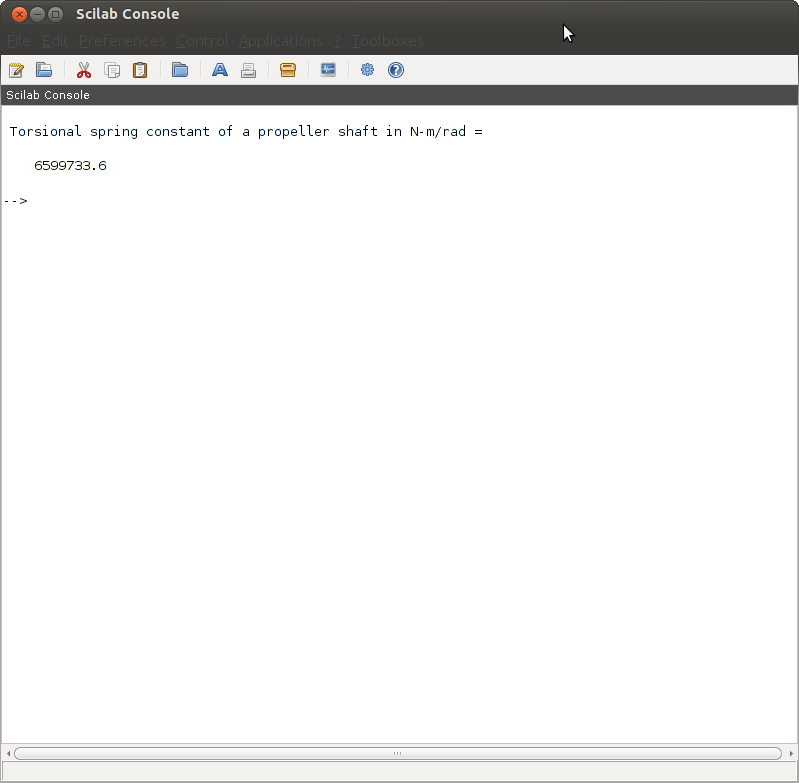 Scilab Console
File Edit Preferences Control Applications ? Toolboxes
Scilab Console
Torsional spring constant of a propeller shaft in N-m/rad =
6599733.6
-->